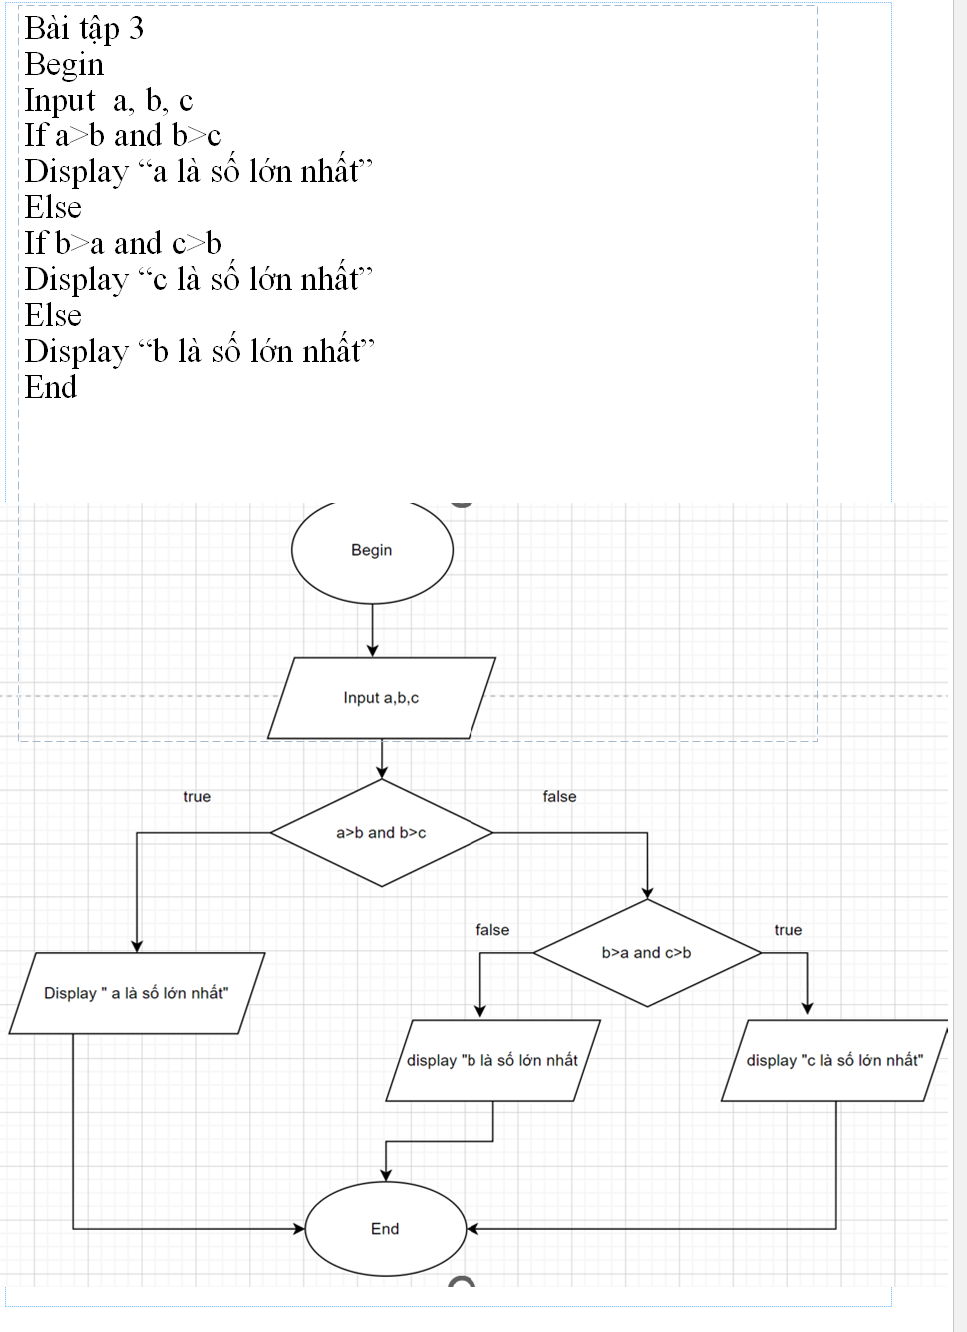 Bài tập 3
Begin
Input  a, b, c
If a>b and b>c
Display “a là số lớn nhất”
Else
If b>a and c>b
Display “c là số lớn nhất”
Else
Display “b là số lớn nhất”
End
Begin
Input a,b,c
true
false
a>b and b>c
false
true
b>a and c>b
Display " a là số lớn nhất"
display "b là số lớn nhất
display "c là số lớn nhất"
End